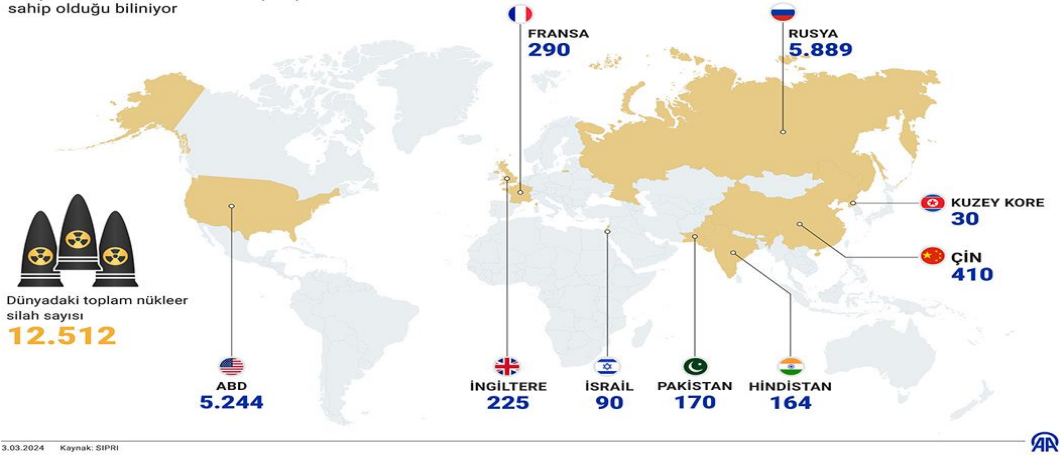 sahip olduğu biliniyor
FRANSA
290
RUSYA
5.889
KUZEY KORE
30
ÇİN
410
Dünyadaki toplam nükleer
silah sayısı
12.512
ABD
5.244
İNGİLTERE
225
İSRAİL
90
PAKİSTAN
170
HİNDİSTAN
164
3.03.2024 Kaynak: SIPRI
AA